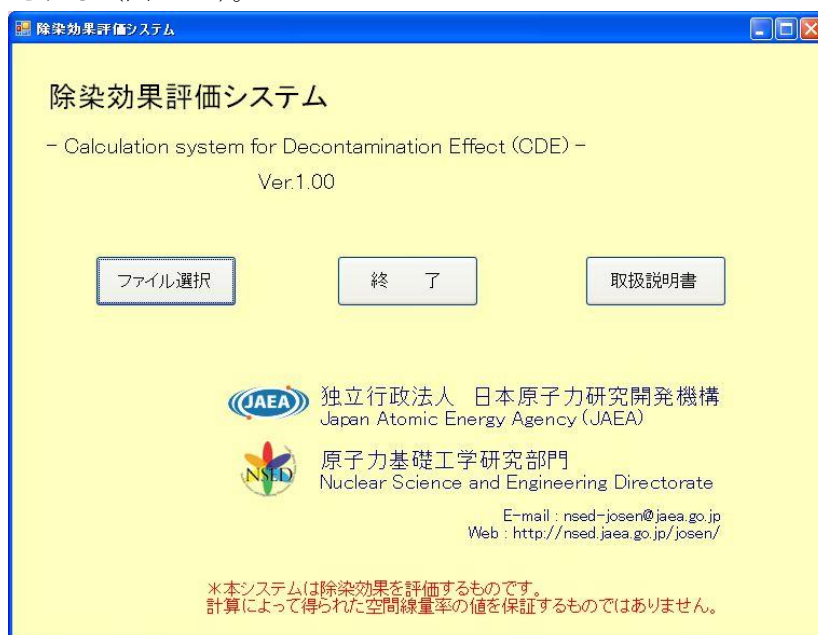 除染効果評価システム
除染効果評価システム
- Calculation system for Decontamination Effect (CDE) -
Ver.1.00
ファイル選択
終 了
取扱説明書
JAEA
独立行政法人 日本原子力研究開発機構
Japan Atomic Energy Agency (JAEA)
NSED
原子力基礎工学研究部門
Nuclear Science and Engineering Directorate
E-mail : nsed-josen@jaea.go.jp
Web : http://nsed.jaea.go.jp/josen/
*本システムは除染効果を評価するものです。
計算によって得られた空間線量率の値を保証するものではありません。